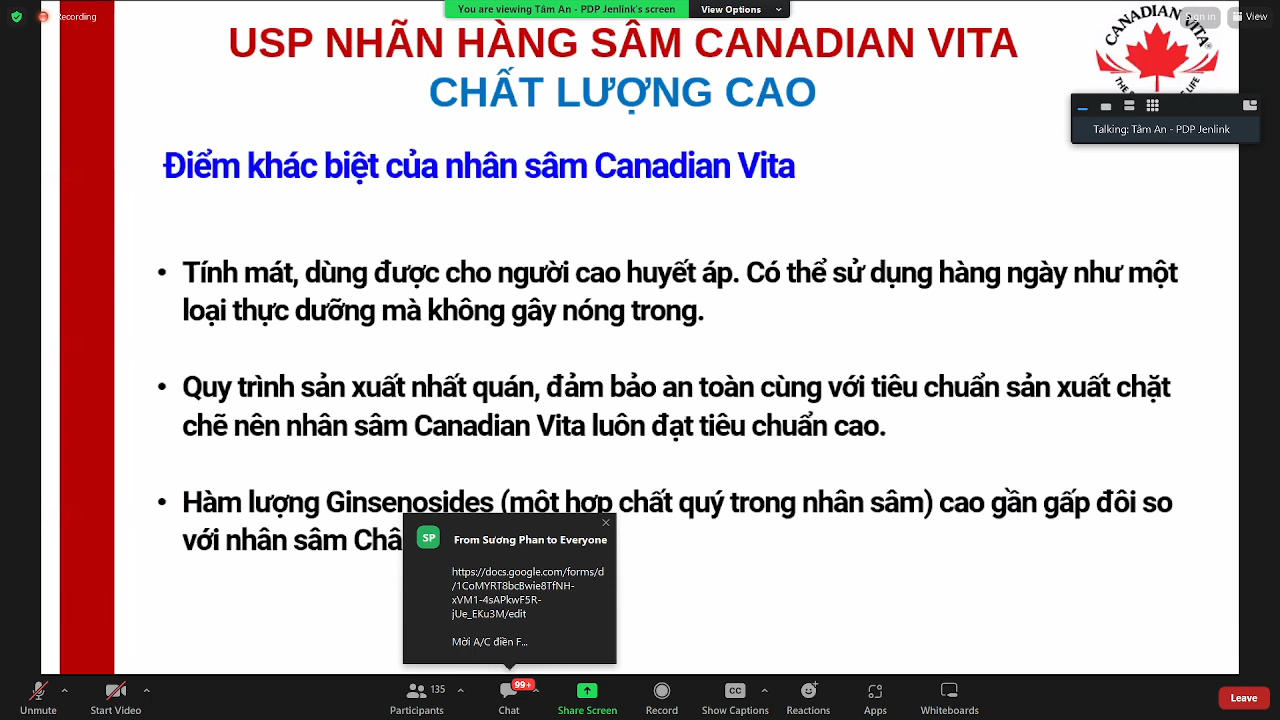 Recording
You are viewing Tâm An - PDP Jenlink's screen
View Options
Sign in
View
USP NHÃN HÀNG SÂM CANADIAN VITA
CHẤT LƯỢNG CAO
CANADIAN VITA®
LIFE
Talking: Tâm An - PDP Jenlink
Điểm khác biệt của nhân sâm Canadian Vita
• Tính mát, dùng được cho người cao huyết áp. Có thể sử dụng hàng ngày như một
loại thực dưỡng mà không gây nóng trong.
• Quy trình sản xuất nhất quán, đảm bảo an toàn cùng với tiêu chuẩn sản xuất chặt
chẽ nên nhân sâm Canadian Vita luôn đạt tiêu chuẩn cao.
• Hàm lượng Ginsenosides (một hợp chất quý trong nhân sâm) cao gần gấp đôi so
với nhân sâm Châ
SP
From Sương Phan to Everyone
https://docs.google.com/forms/d
/1CoMYRT8bcBwie8TfNH-
xVM1-4sAPkwF5R-
jUe_EKu3M/edit
Mời A/C điền F...
Unmute
Start Video
135
Participants
99+
Chat
Share Screen
Record
CC
Show Captions
Reactions
Apps
Whiteboards
Leave